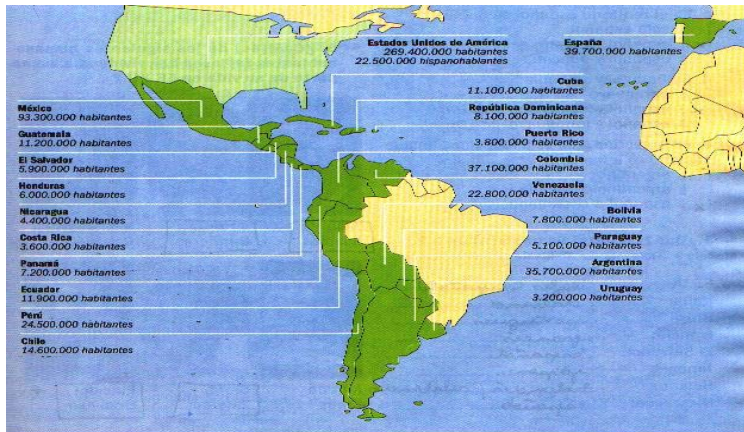 Estados Unidos de América
269.400.000 habitantes
22.500.000 hispanohablantes
España
39.700.000 habitantes
Cuba
11.100.000 habitantes
República Dominicana
8.100.000 habitantes
Puerto Rico
3.800.000 habitantes
Colombia
37.100.000 habitantes
Venezuela
22.800.000 habitantes
Bolivia
7.800.000 habitantes
Paraguay
5.100.000 habitantes
Argentina
35.700.000 habitantes
Uruguay
3.200.000 habitantes
México
93.300.000 habitantes
Guatemala
11.200.000 habitantes
El Salvador
5.900.000 habitantes
Honduras
6.000.000 habitantes
Nicaragua
4.400.000 habitantes
Costa Rica
3.600.000 habitantes
Panamá
7.200.000 habitantes
Ecuador
11.900.000 habitantes
Perú
24.500.000 habitantes
Chile
14.600.000 habitantes